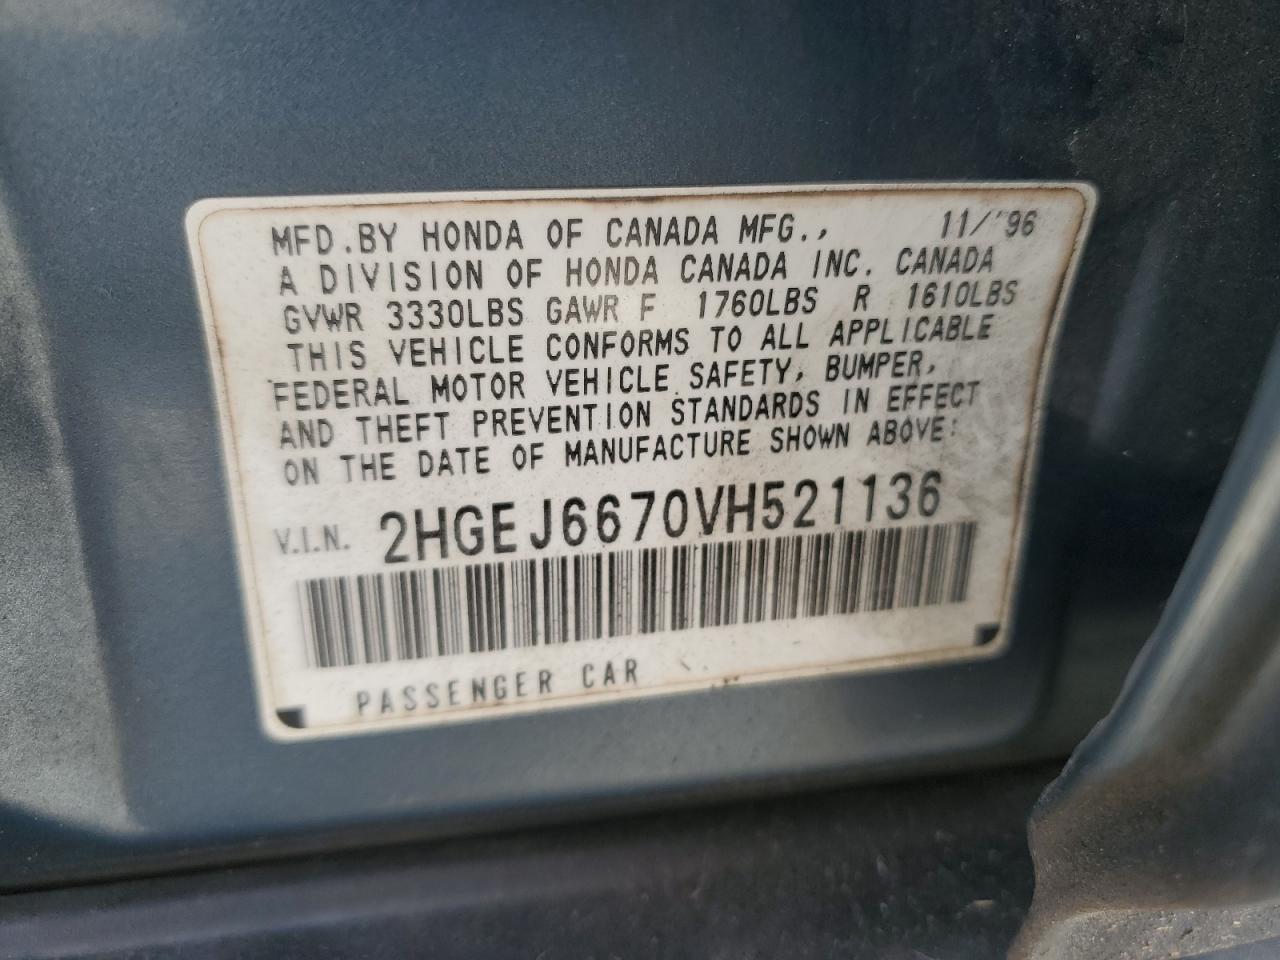 MFD.BY HONDA OF CANADA MFG., 11/'96
A DIVISION OF HONDA CANADA INC. CANADA
GVWR 3330LBS GAWR F 1760LBS R 1610LBS
THIS VEHICLE CONFORMS TO ALL APPLICABLE
FEDERAL MOTOR VEHICLE SAFETY, BUMPER,
AND THEFT PREVENTION STANDARDS IN EFFECT
ON THE DATE OF MANUFACTURE SHOWN ABOVE:
V.I.N. 2HGEJ6670VH521136
PASSENGER CAR